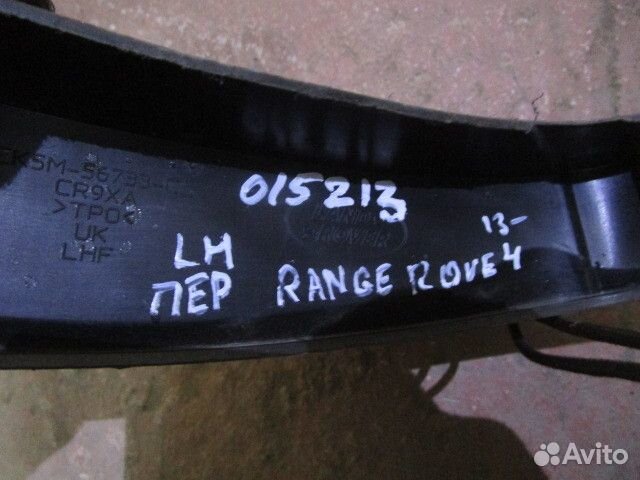 015213
CR9XA
>TPO<
UK
LHF
13-
LH
ПЕР RANGE ROVE4
Avito